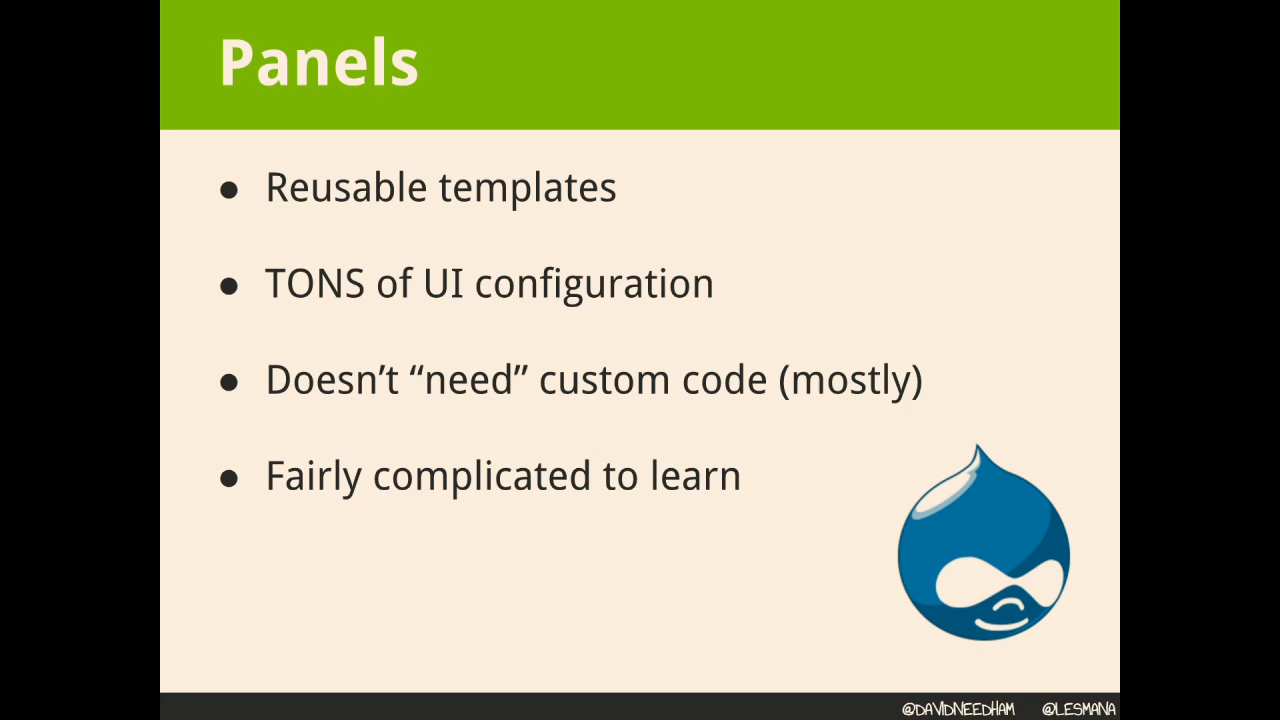 Panels
● Reusable templates
● TONS of UI configuration
● Doesn’t “need” custom code (mostly)
● Fairly complicated to learn
@DAVIDNEEDHAM @LESMANA